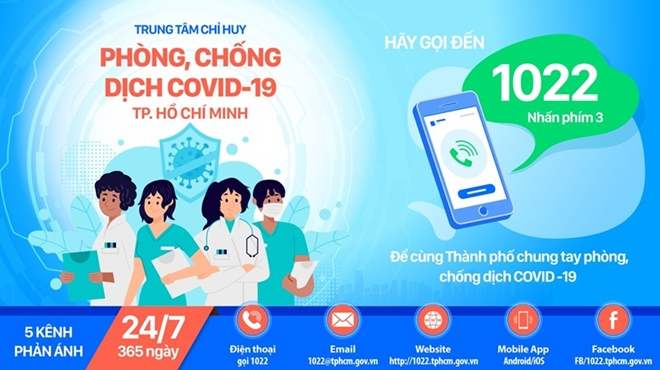 TRUNG TÂM CHỈ HUY
PHÒNG, CHỐNG
DỊCH COVID-19
TP. HỒ CHÍ MINH
HÃY GỌI ĐẾN
1022
Nhấn phím 3
Để cùng Thành phố chung tay phòng,
chống dịch COVID -19
5 KÊNH
PHẢN ÁNH
24/7
365 ngày
Điện thoại
gọi 1022
Email
1022@tphcm.gov.vn
Website
http://1022.tphcm.gov.vn
Mobile App
Android/iOS
Facebook
FB/1022.tphcm.gov.vn